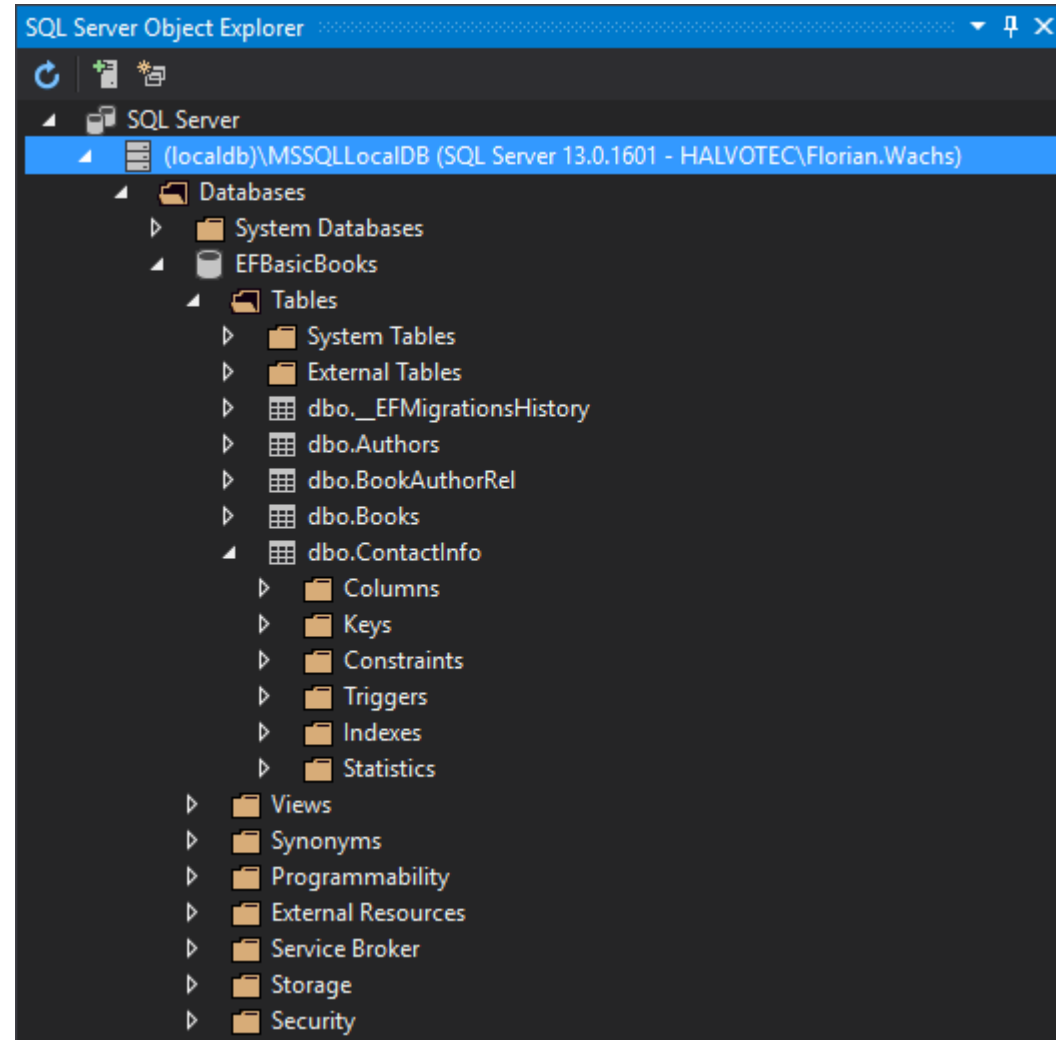 SQL Server Object Explorer
SQL Server
(localdb)\MSSQLLocalDB (SQL Server 13.0.1601 - HALVOTEC\Florian.Wachs)
Databases
System Databases
EFBasicBooks
Tables
System Tables
External Tables
dbo.__EFMigrationsHistory
dbo.Authors
dbo.BookAuthorRel
dbo.Books
dbo.ContactInfo
Columns
Keys
Constraints
Triggers
Indexes
Statistics
Views
Synonyms
Programmability
External Resources
Service Broker
Storage
Security